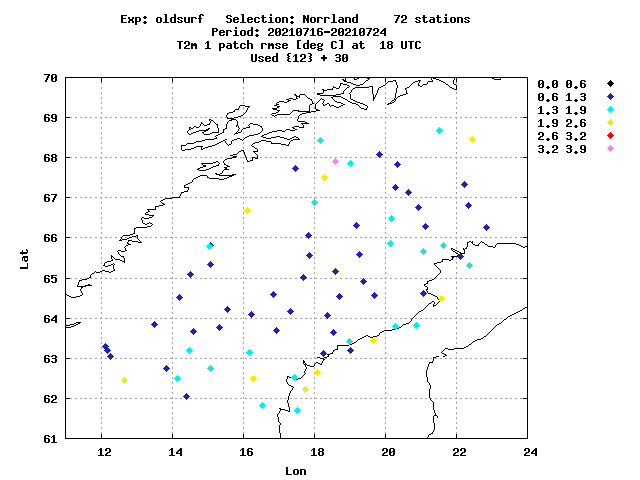 Exp: oldsurf   Selection: Norrland     72 stations
Period: 20210716-20210724
T2m 1 patch rmse [deg C] at  18 UTC
Used {12} + 30
70
69
68
67
66
65
64
63
62
61
Lat
12 14 16 18 20 22 24
Lon
0.0 0.6
0.6 1.3
1.3 1.9
1.9 2.6
2.6 3.2
3.2 3.9